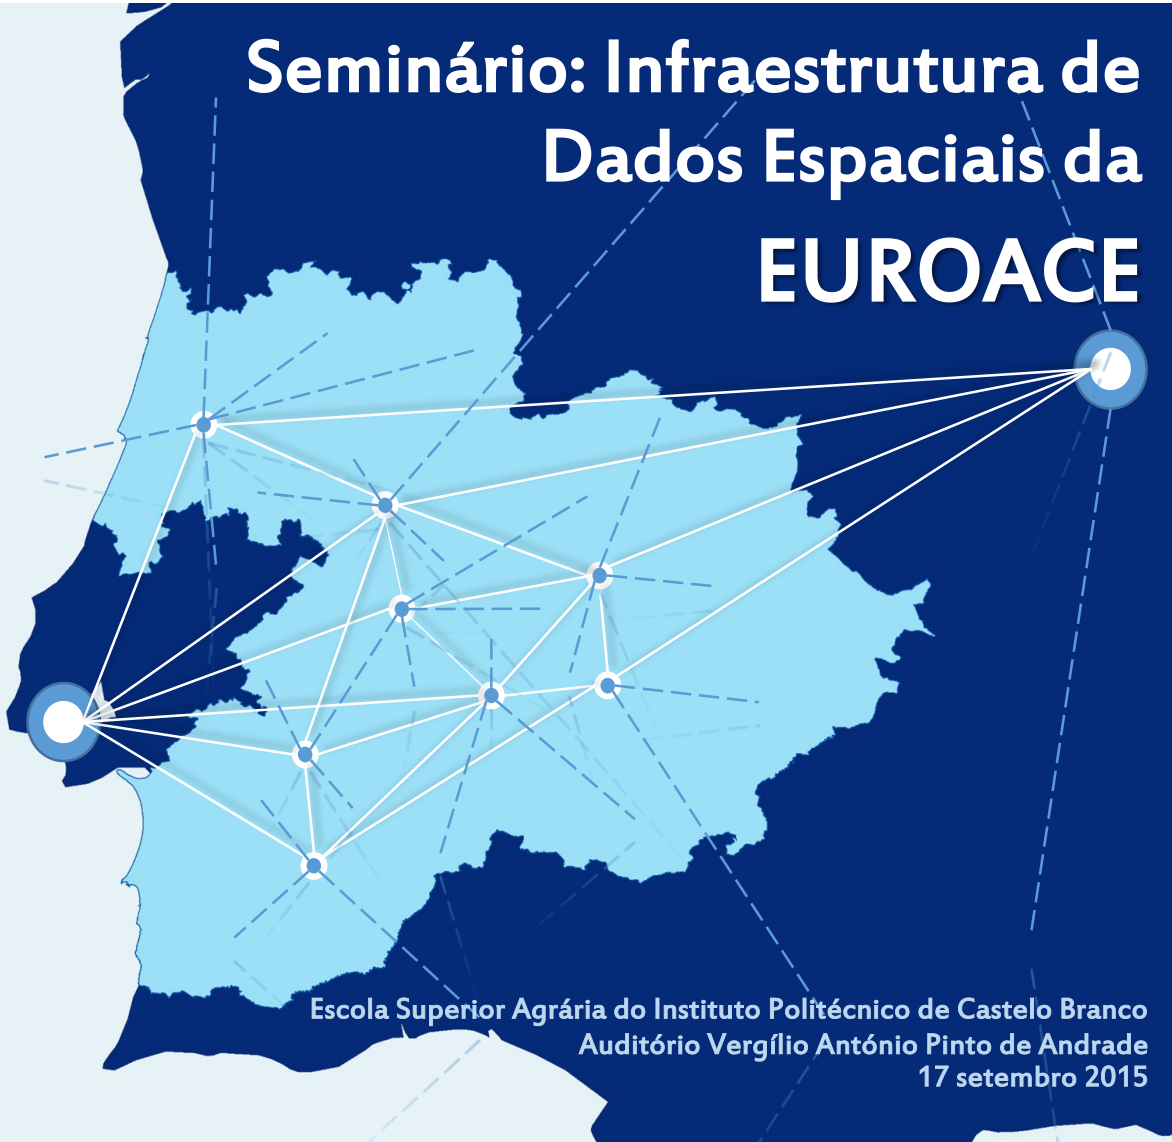 Seminário: Infraestrutura de
Dados Espaciais da
EUROACE
Escola Superior Agrária do Instituto Politécnico de Castelo Branco
Auditório Vergílio António Pinto de Andrade
17 setembro 2015